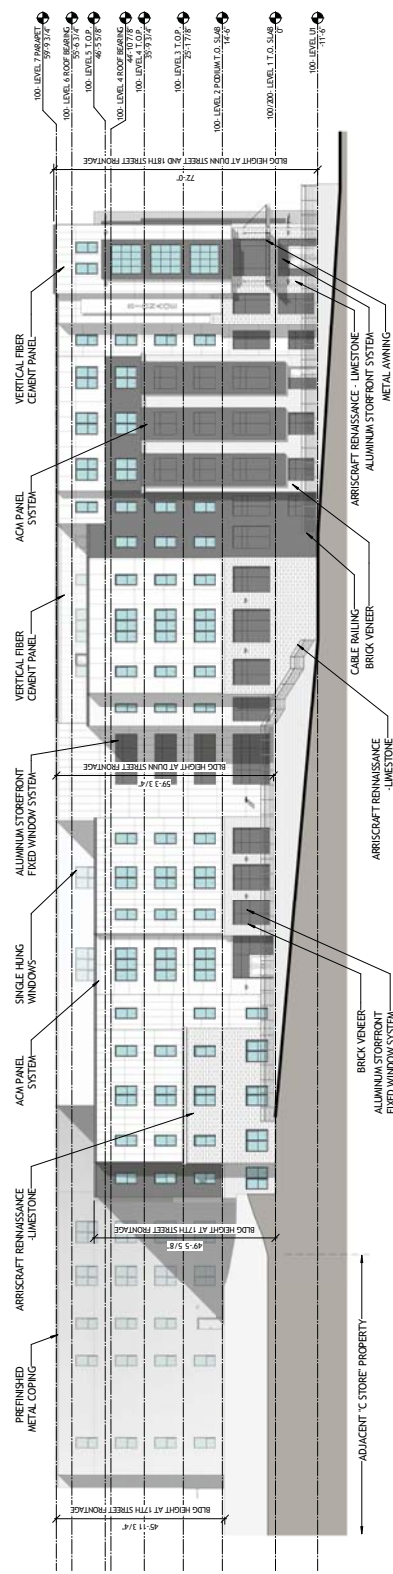 100- LEVEL 7 PARAPET
59'-9 3/4"
100- LEVEL 6 ROOF BEARING
55'-6 3/4"
100- LEVEL 5 T.O.P.
46'-5 5/8"
100- LEVEL 4 ROOF BEARING
44'-10 7/8"
100- LEVEL 4 T.O.P.
35'-9 3/4"
100- LEVEL 3 T.O.P.
25'-1 7/8"
100- LEVEL 2 PODIUM T.O. SLAB
14'-6"
100/200- LEVEL 1 T.O. SLAB
0"
100- LEVEL U1
-11'-6"
PREFINISHED
METAL COPING
ARRISCRAFT RENNAISSANCE
-LIMESTONE
ACM PANEL
SYSTEM
SINGLE HUNG
WINDOWS
ALUMINUM STOREFRONT
FIXED WINDOW SYSTEM
VERTICAL FIBER
CEMENT PANEL
ACM PANEL
SYSTEM
VERTICAL FIBER
CEMENT PANEL
BLDG HEIGHT AT 17TH STREET FRONTAGE
45'-11 3/4"
BLDG HEIGHT AT 17TH STREET FRONTAGE
49'-5 5/8"
BLDG HEIGHT AT DUNN STREET FRONTAGE
59'-3 3/4"
BLDG HEIGHT AT DUNN STREET AND 18TH STREET FRONTAGE
72'-0"
ADJACENT "C STORE" PROPERTY
BRICK VENEER
ALUMINUM STOREFRONT
FIXED WINDOW SYSTEM
ARRISCRAFT RENNAISSANCE
-LIMESTONE
CABLE RAILING
BRICK VENEER
ARRISCRAFT RENAISSANCE - LIMESTONE
ALUMINUM STORFRONT SYSTEM
METAL AWNING